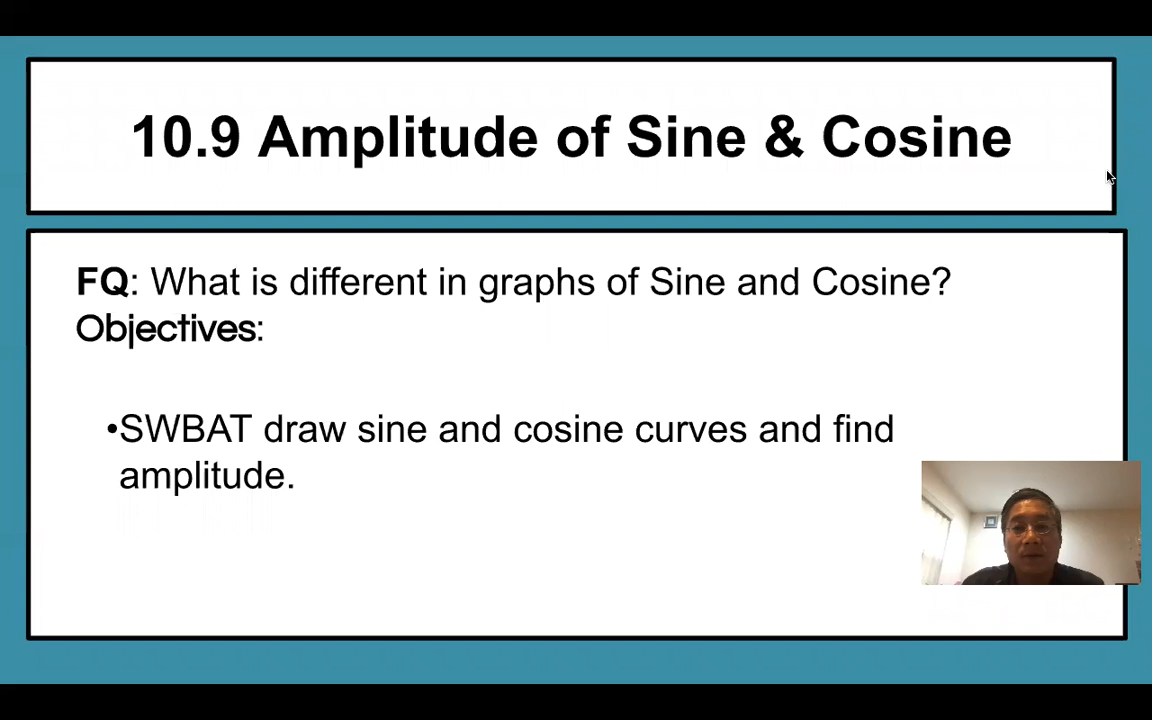 10.9 Amplitude of Sine & Cosine
FQ: What is different in graphs of Sine and Cosine?
Objectives:
•SWBAT draw sine and cosine curves and find
amplitude.